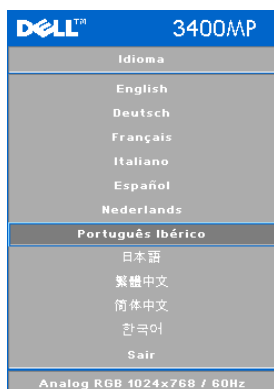 DELL™ 3400MP
Idioma
English
Deutsch
Français
Italiano
Español
Nederlands
Português Ibérico
日本語
繁體中文
简体中文
한국어
Sair
Analog RGB 1024x768 / 60Hz